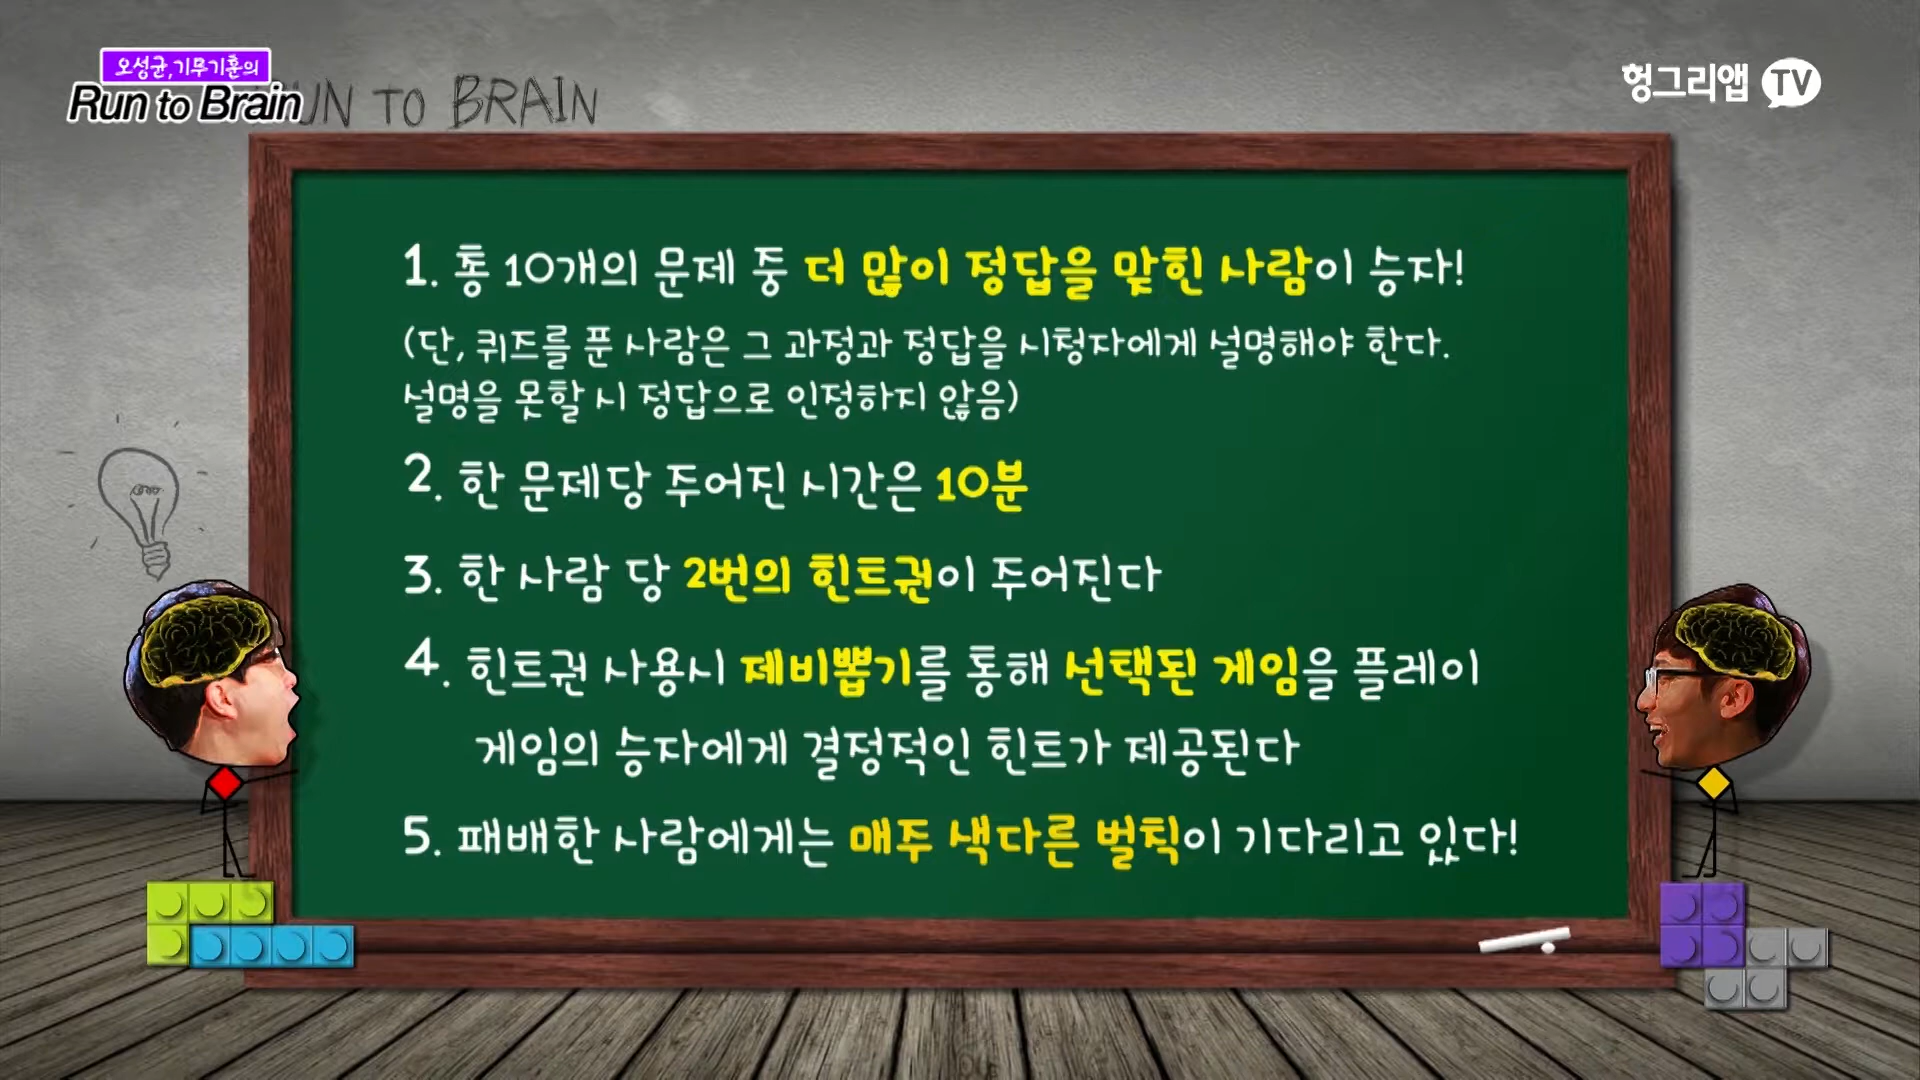 오성균,기무기훈의
Run to Brain
RUN TO BRAIN
헝그리앱 TV
1. 총 10개의 문제 중 더 많이 정답을 맞힌 사람이 승자!
(단, 퀴즈를 푼 사람은 그 과정과 정답을 시청자에게 설명해야 한다.
설명을 못할 시 정답으로 인정하지 않음)
2. 한 문제당 주어진 시간은 10분
3. 한 사람 당 2번의 힌트권이 주어진다
4. 힌트권 사용시 제비뽑기를 통해 선택된 게임을 플레이
게임의 승자에게 결정적인 힌트가 제공된다
5. 패배한 사람에게는 매주 색다른 벌칙이 기다리고 있다!